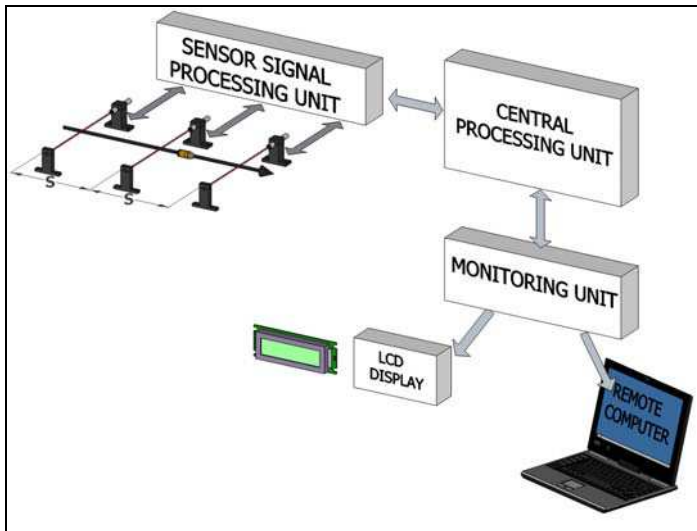 SENSOR SIGNAL
PROCESSING UNIT
CENTRAL
PROCESSING UNIT
S
S
MONITORING UNIT
LCD
DISPLAY
REMOTE
COMPUTER